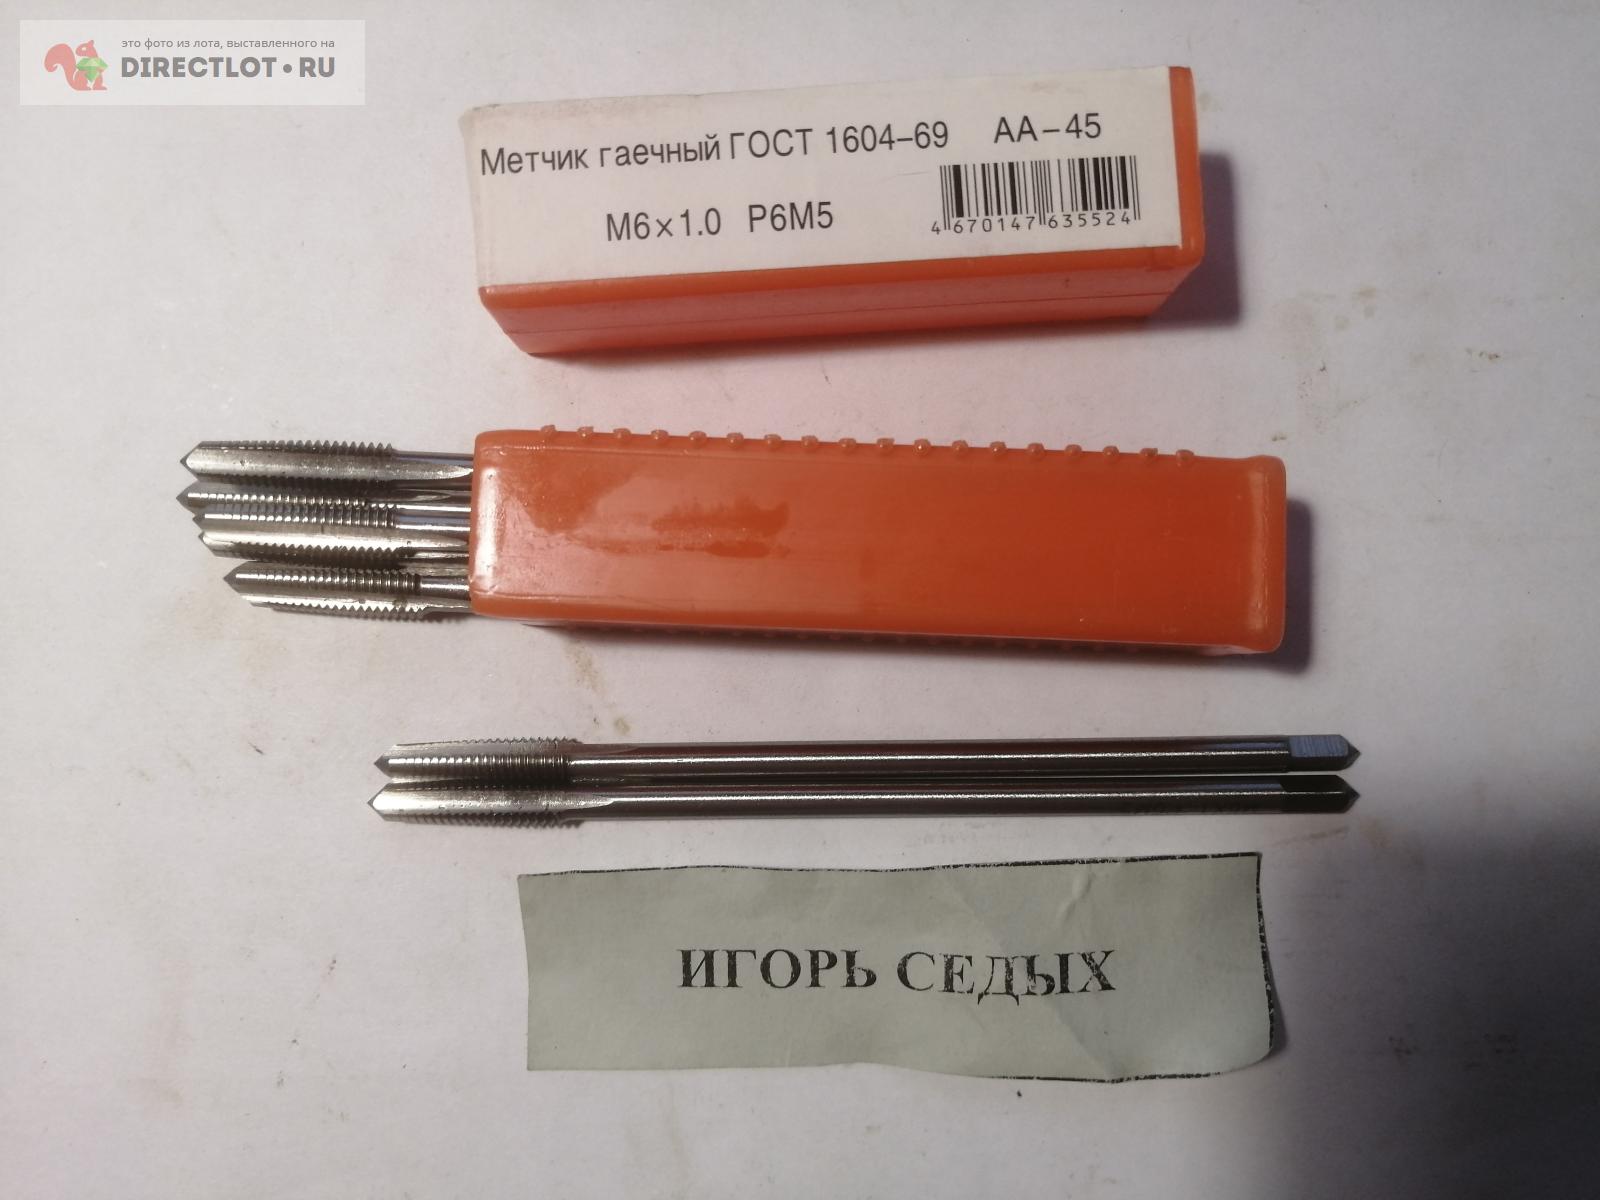 это фото из лота, выставленного на
DIRECTLOT•RU
Метчик гаечный ГОСТ 1604-69 АА-45
М6×1.0 Р6М5
4 670147 635524
ИГОРЬ СЕДЫХ